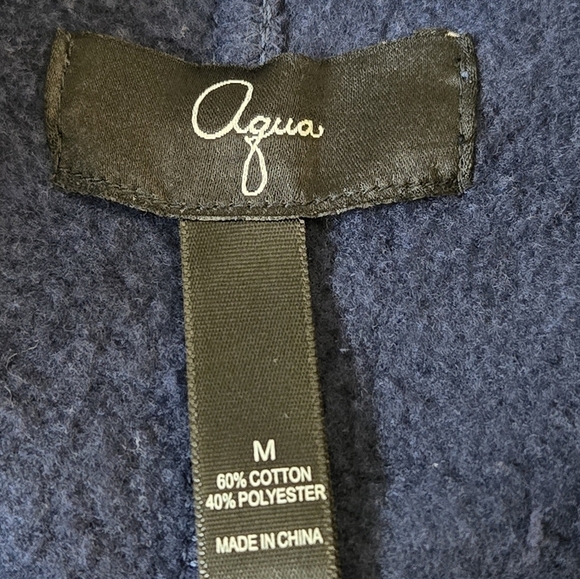 Aqua
M
60% COTTON
40% POLYESTER
MADE IN CHINA